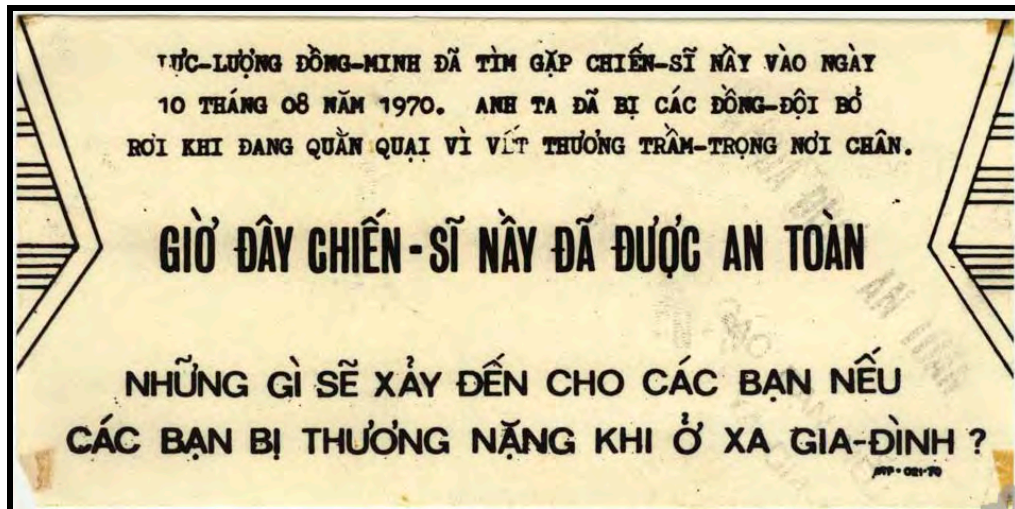 LỰC-LƯỢNG ĐỒNG-MINH ĐÃ TÌM GẶP CHIẾN-SĨ NẦY VÀO NGÀY
10 THÁNG 08 NĂM 1970. ANH TA ĐÃ BỊ CÁC ĐỒNG-ĐỘI BỎ
RƠI KHI ĐANG QUẰN QUẠI VÌ VẾT THƯƠNG TRẦM-TRỌNG NƠI CHÂN.
GIỜ ĐÂY CHIẾN-SĨ NẦY ĐÃ ĐƯỢC AN TOÀN
NHỮNG GÌ SẼ XẢY ĐẾN CHO CÁC BẠN NẾU
CÁC BẠN BỊ THƯƠNG NẶNG KHI Ở XA GIA-ĐÌNH ?